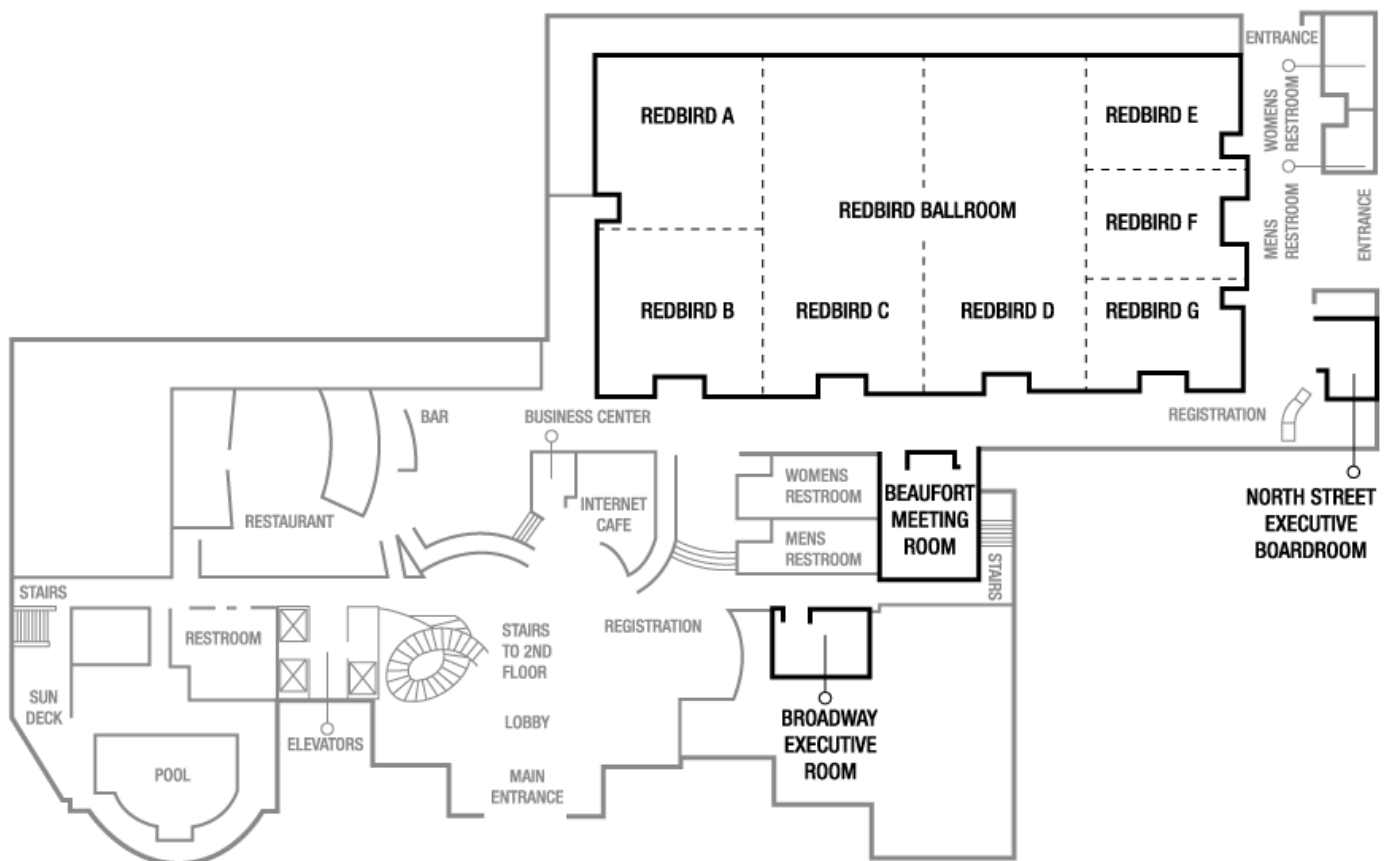 ENTRANCE
WOMENS
RESTROOM
MENS
RESTROOM
ENTRANCE
REDBIRD A
REDBIRD E
REDBIRD BALLROOM
REDBIRD F
REDBIRD B
REDBIRD C
REDBIRD D
REDBIRD G
BAR
BUSINESS CENTER
REGISTRATION
RESTAURANT
INTERNET
CAFE
WOMENS
RESTROOM
MENS
RESTROOM
BEAUFORT
MEETING
ROOM
STAIRS
NORTH STREET
EXECUTIVE
BOARDROOM
STAIRS
RESTROOM
STAIRS
TO 2ND
FLOOR
REGISTRATION
SUN
DECK
ELEVATORS
LOBBY
BROADWAY
EXECUTIVE
ROOM
POOL
MAIN
ENTRANCE